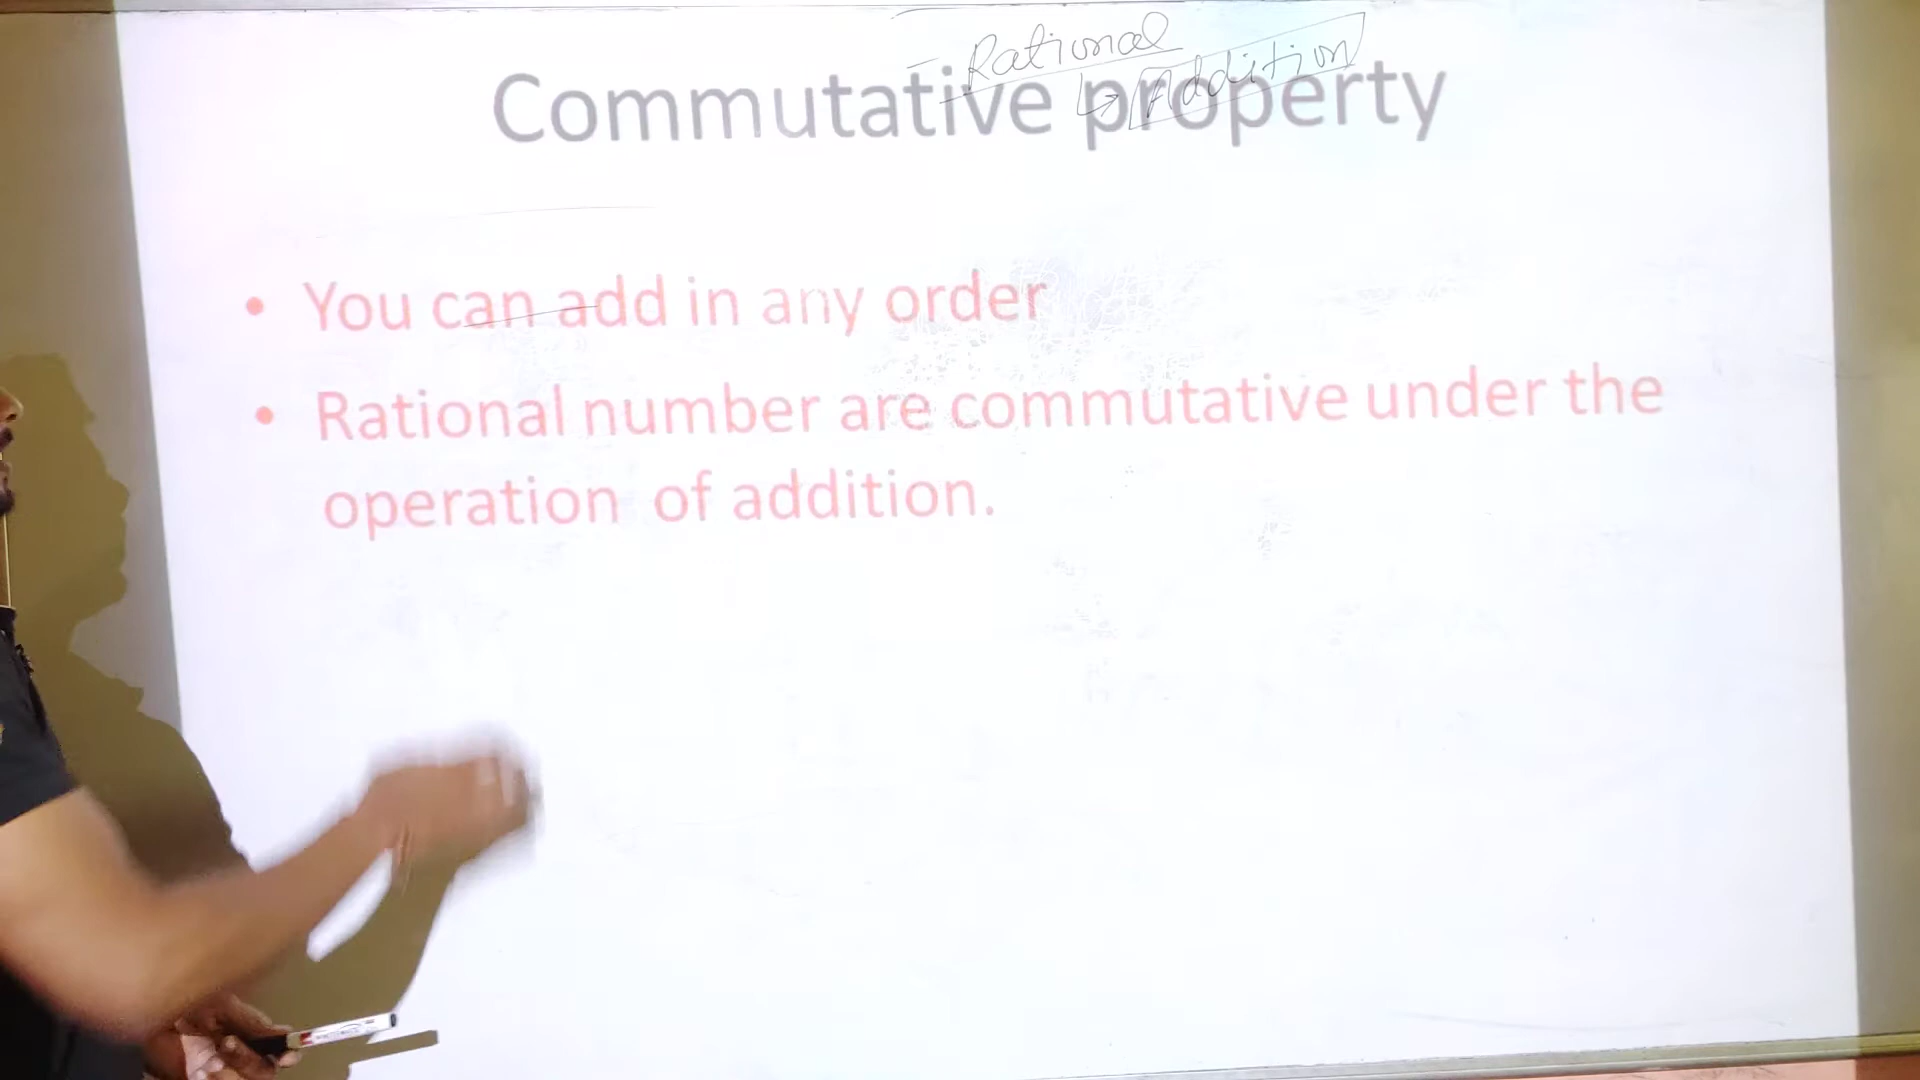 Rational
↳ Addition
Commutative property
• You can add in any order
• Rational number are commutative under the
operation of addition.